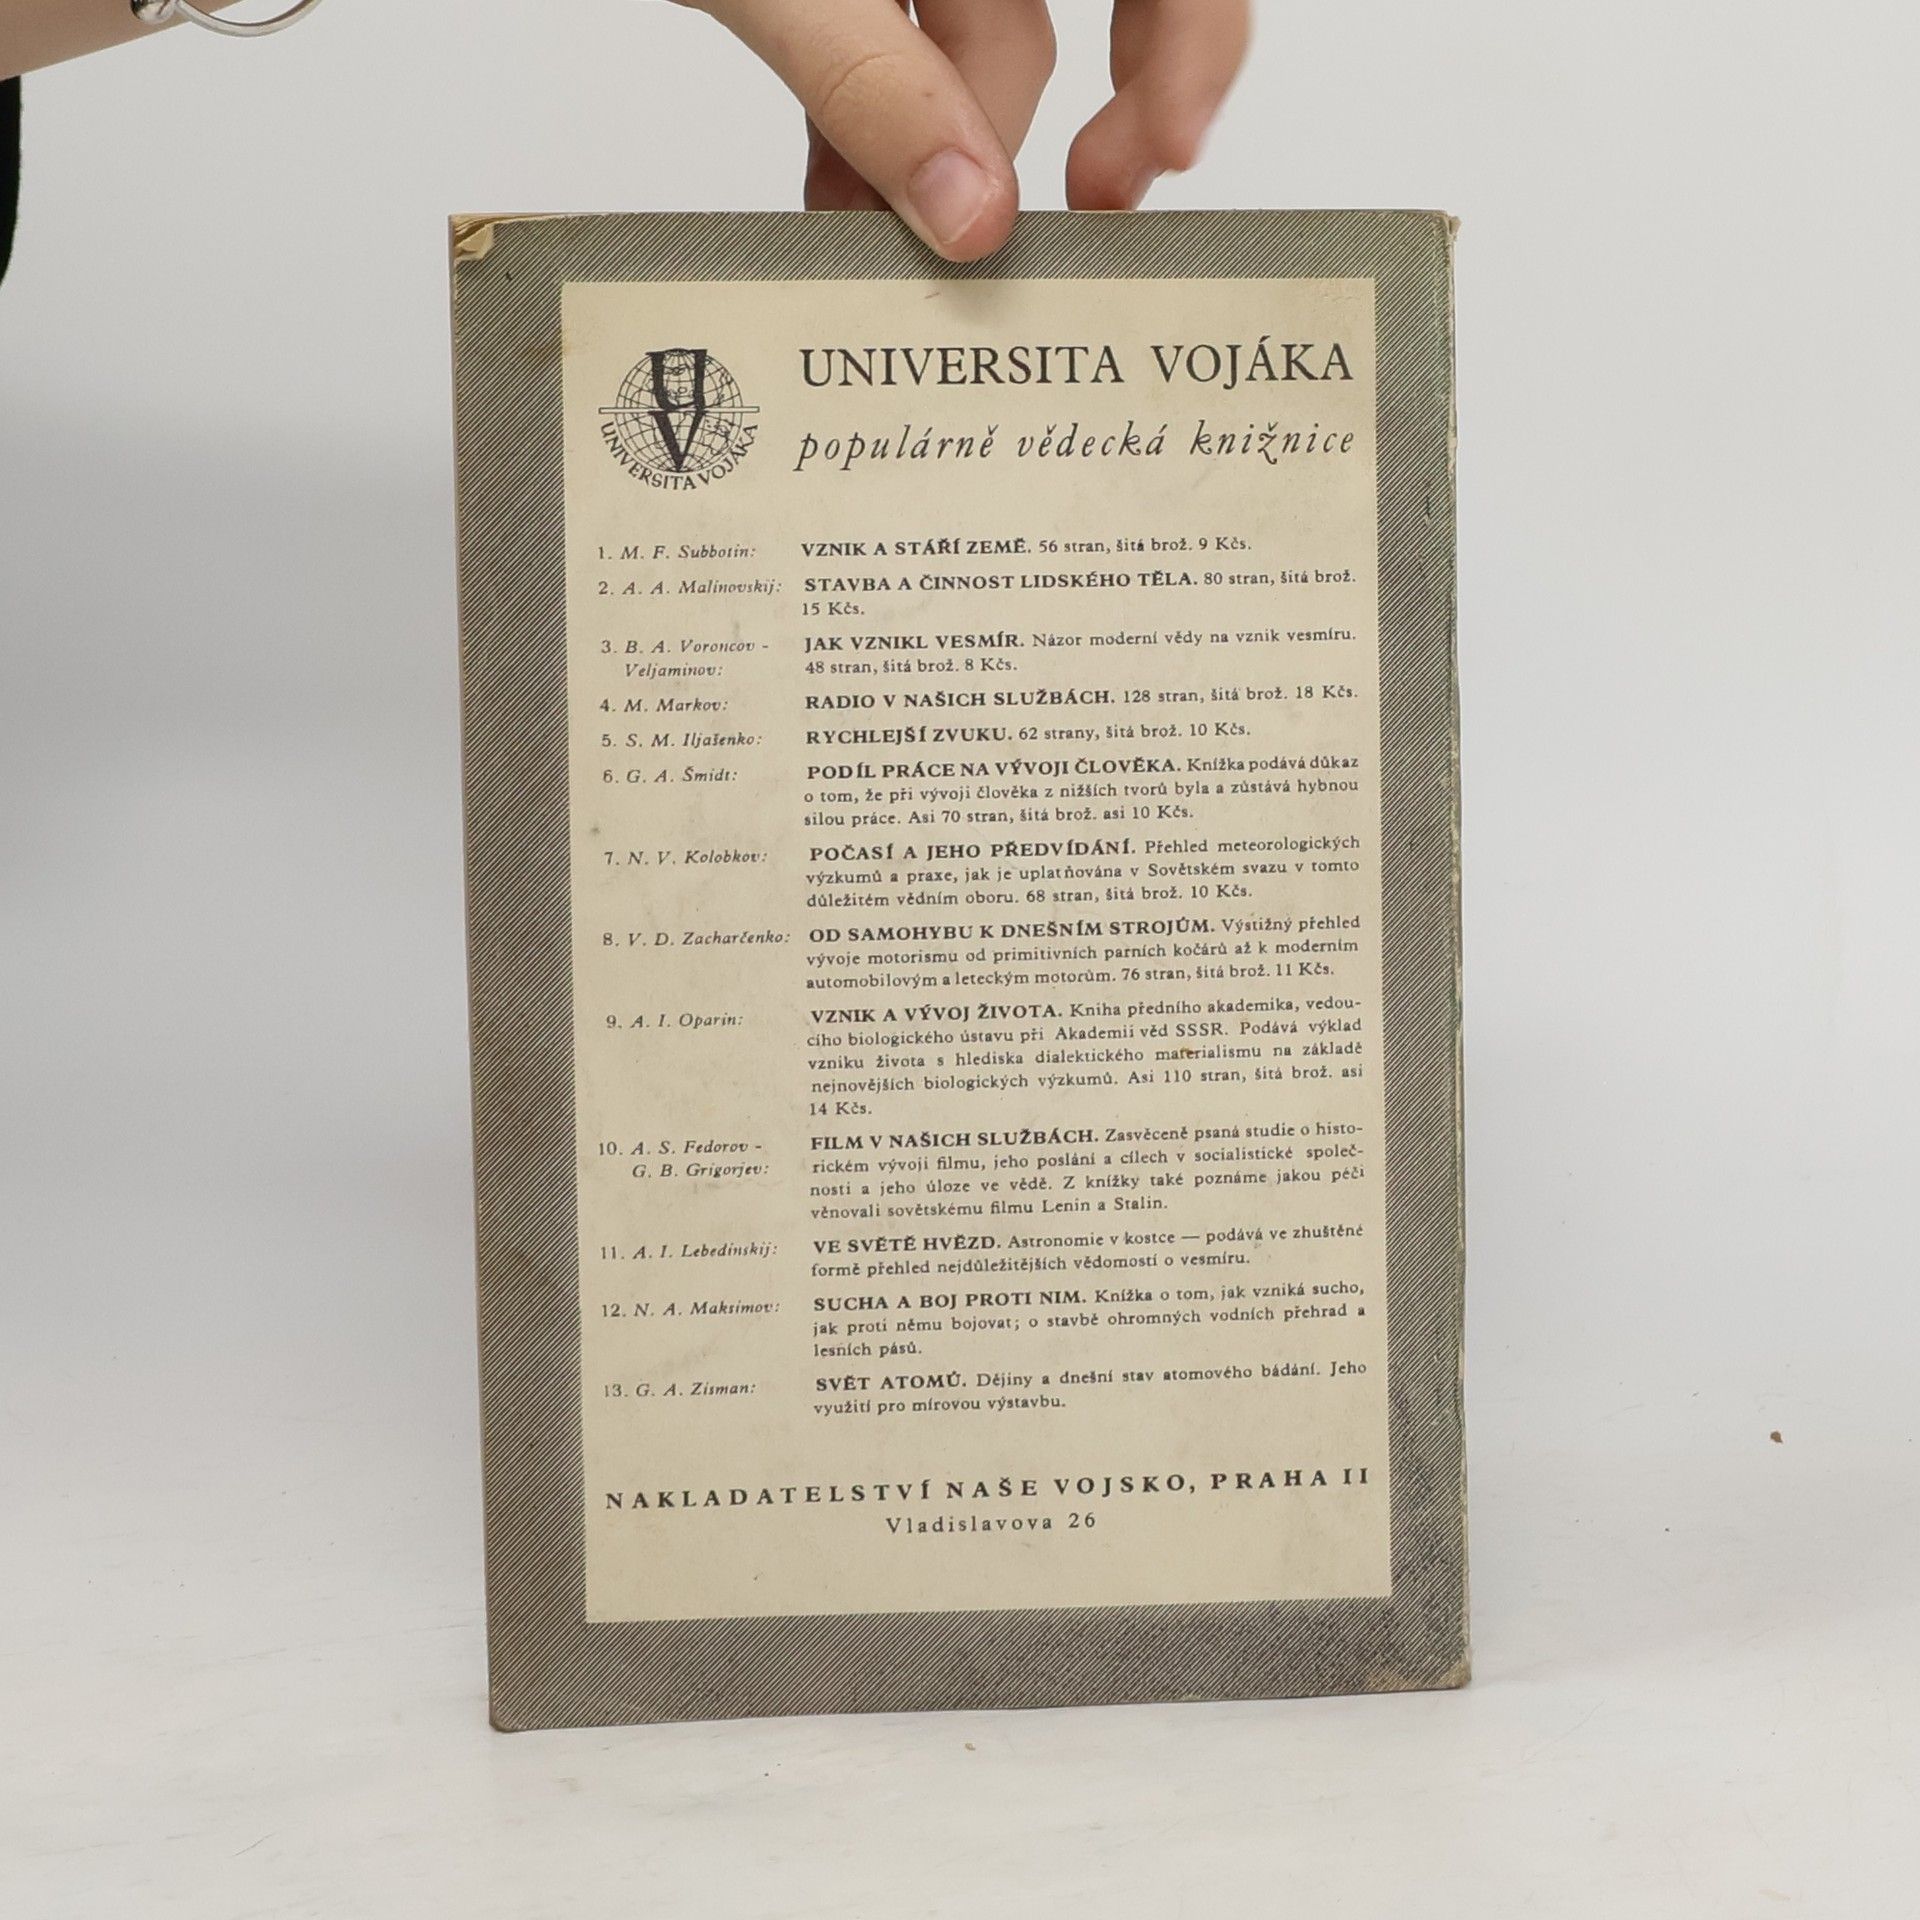 UV
UNIVERSITA VOJÁKA
UNIVERSITA VOJÁKA
populárně vědecká knižnice
1. M. F. Subbotin: VZNIK A STÁŘÍ ZEMĚ. 56 stran, šitá brož. 9 Kčs.
2. A. A. Malinovskij: STAVBA A ČINNOST LIDSKÉHO TĚLA. 80 stran, šitá brož.
15 Kčs.
3. B. A. Voroncov - JAK VZNIKL VESMÍR. Názor moderní vědy na vznik vesmíru.
Veljaminov: 48 stran, šitá brož. 8 Kčs.
4. M. Markov: RADIO V NAŠICH SLUŽBÁCH. 128 stran, šitá brož. 18 Kčs.
5. S. M. Iljašenko: RYCHLEJŠÍ ZVUKU. 62 strany, šitá brož. 10 Kčs.
6. G. A. Šmidt: PODÍL PRÁCE NA VÝVOJI ČLOVĚKA. Knížka podává důkaz
o tom, že při vývoji člověka z nižších tvorů byla a zůstává hybnou
silou práce. Asi 70 stran, šitá brož. asi 10 Kčs.
7. N. V. Kolobkov: POČASÍ A JEHO PŘEDVÍDÁNÍ. Přehled meteorologických
výzkumů a praxe, jak je uplatňována v Sovětském svazu v tomto
důležitém vědním oboru. 68 stran, šitá brož. 10 Kčs.
8. V. D. Zacharčenko: OD SAMOHYBU K DNEŠNÍM STROJŮM. Výstižný přehled
vývoje motorismu od primitivních parních kočárů až k moderním
automobilovým a leteckým motorům. 76 stran, šitá brož. 11 Kčs.
9. A. I. Oparin: VZNIK A VÝVOJ ŽIVOTA. Kniha předního akademika, vedou-
cího biologického ústavu při Akademii věd SSSR. Podává výklad
vzniku života s hlediska dialektického materialismu na základě
nejnovějších biologických výzkumů. Asi 110 stran, šitá brož. asi
14 Kčs.
10. A. S. Fedorov - FILM V NAŠICH SLUŽBÁCH. Zasvěceně psaná studie o histo-
G. B. Grigorjev: rickém vývoji filmu, jeho poslání a cílech v socialistické společ-
nosti a jeho úloze ve vědě. Z knížky také poznáme jakou péči
věnovali sovětskému filmu Lenin a Stalin.
11. A. I. Lebedinskij: VE SVĚTĚ HVĚZD. Astronomie v kostce — podává ve zhuštěné
formě přehled nejdůležitějších vědomostí o vesmíru.
12. N. A. Maksimov: SUCHA A BOJ PROTI NIM. Knížka o tom, jak vzniká sucho,
jak proti němu bojovat; o stavbě ohromných vodních přehrad a
lesních pásů.
13. G. A. Zisman: SVĚT ATOMŮ. Dějiny a dnešní stav atomového bádání. Jeho
využití pro mírovou výstavbu.
NAKLADATELSTVÍ NAŠE VOJSKO, PRAHA II
Vladislavova 26